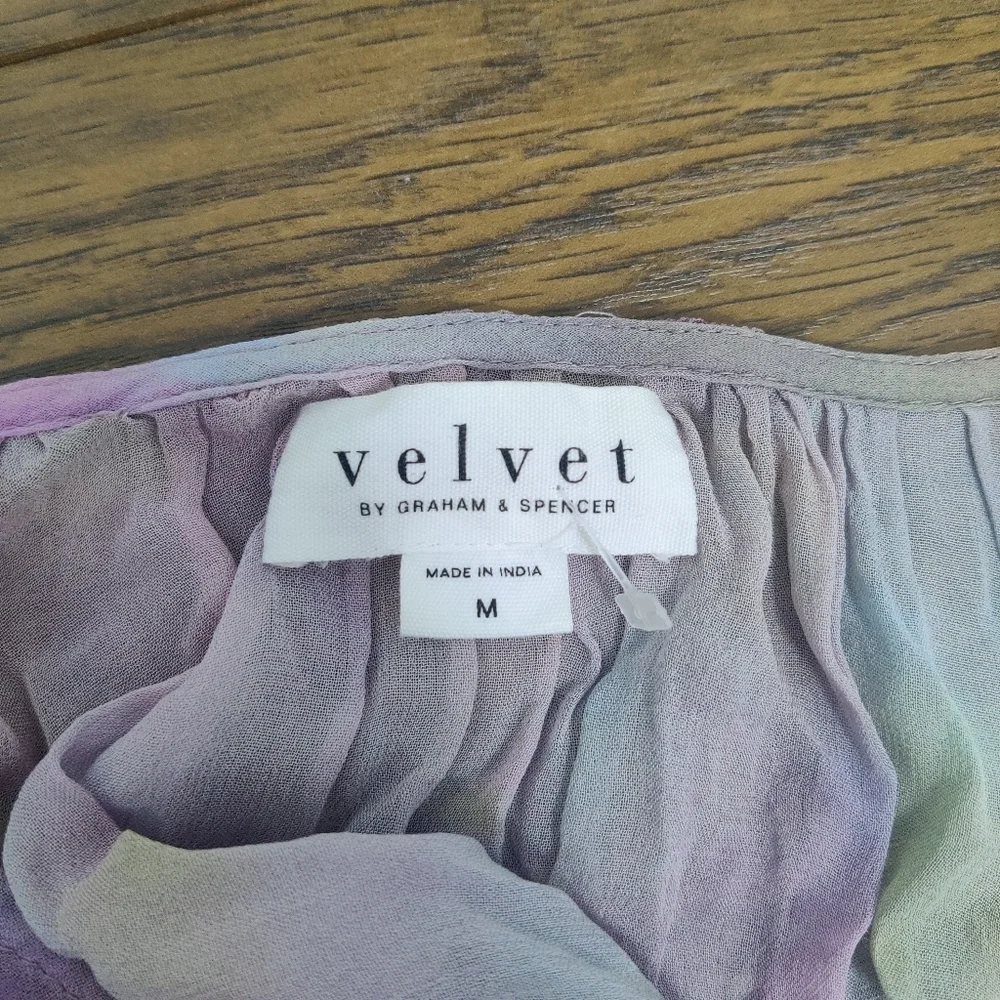 velvet
BY GRAHAM & SPENCER
MADE IN INDIA
M